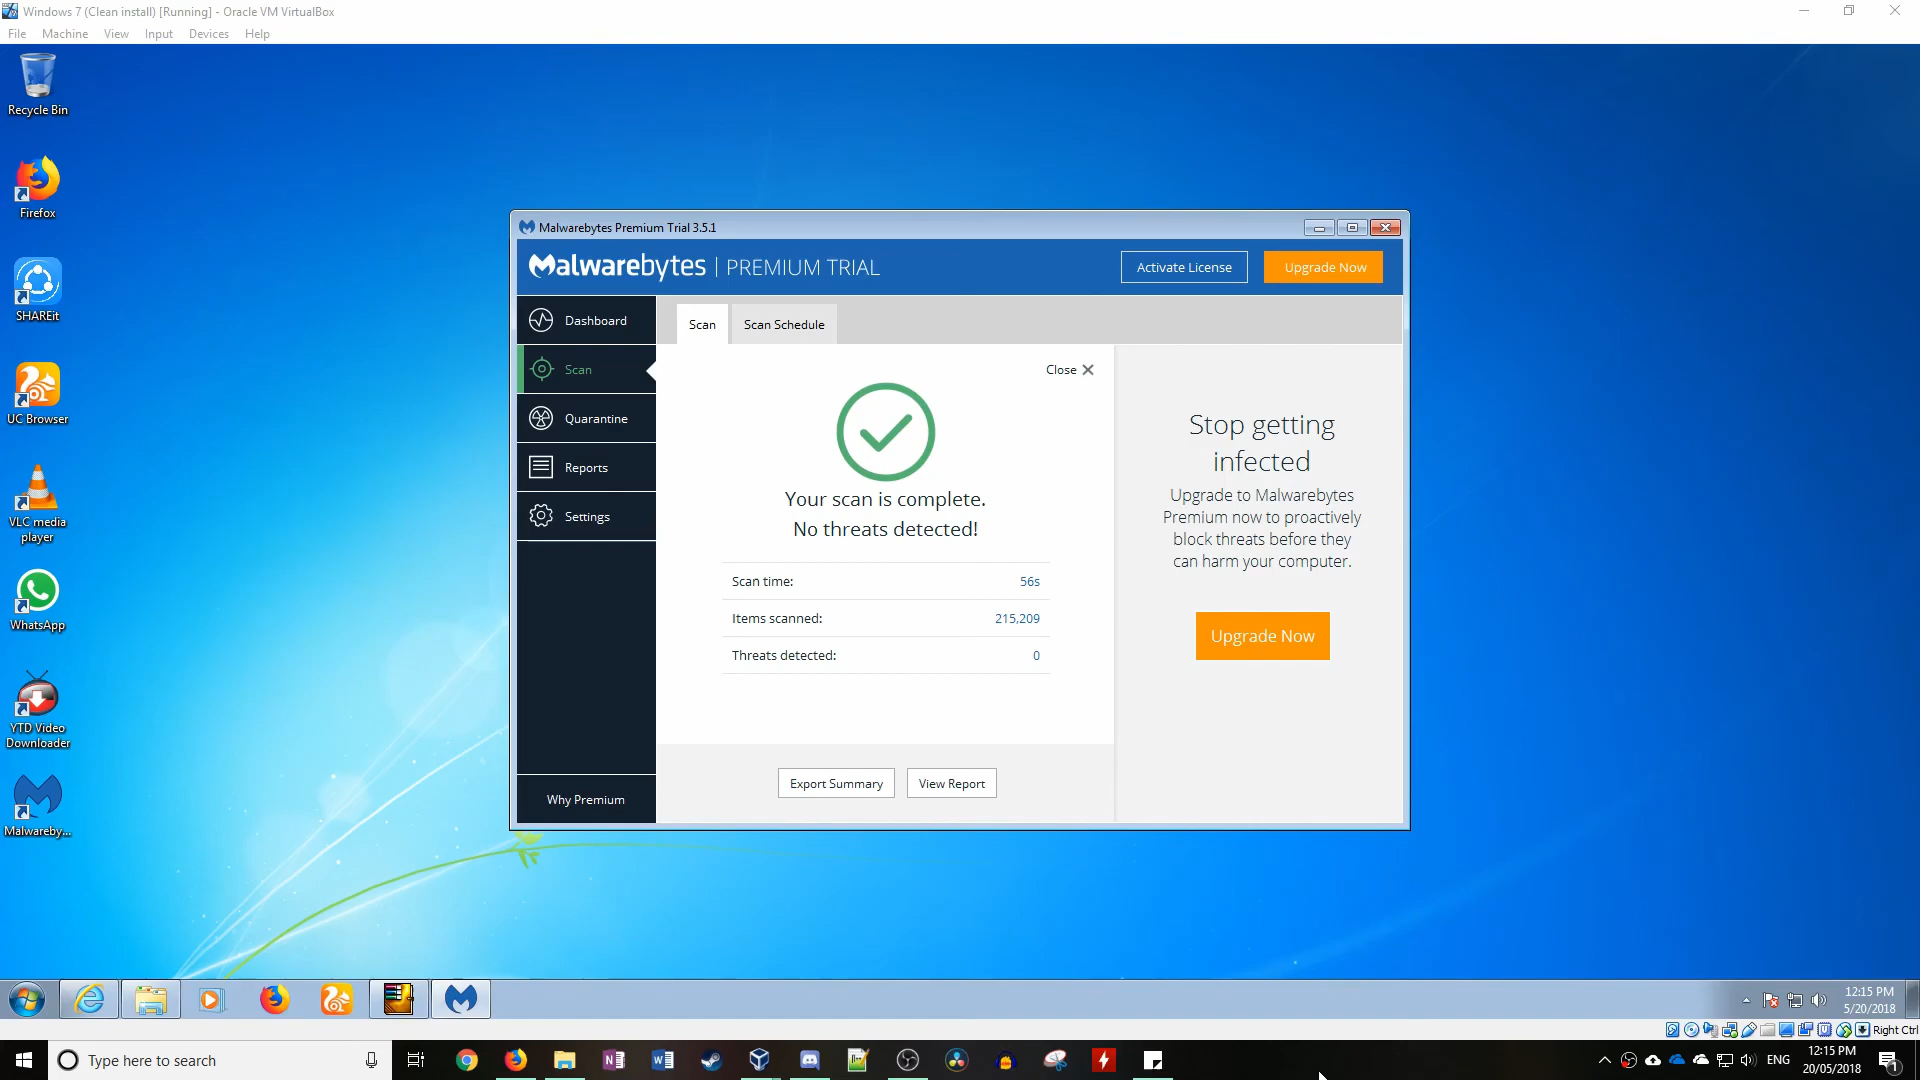 Windows 7 (Clean install) [Running] - Oracle VM VirtualBox
File Machine View Input Devices Help
Recycle Bin
Firefox
SHAREit
UC Browser
VLC media
player
WhatsApp
YTD Video
Downloader
Malwareby...
Malwarebytes Premium Trial 3.5.1
Malwarebytes | PREMIUM TRIAL
Activate License
Upgrade Now
Dashboard
Scan
Quarantine
Reports
Settings
Why Premium
Scan
Scan Schedule
Close
Your scan is complete.
No threats detected!
Scan time: 56s
Items scanned: 215,209
Threats detected: 0
Export Summary
View Report
Stop getting
infected
Upgrade to Malwarebytes
Premium now to proactively
block threats before they
can harm your computer.
Upgrade Now
12:15 PM
5/20/2018
Right Ctrl
Type here to search
ENG
12:15 PM
20/05/2018
1